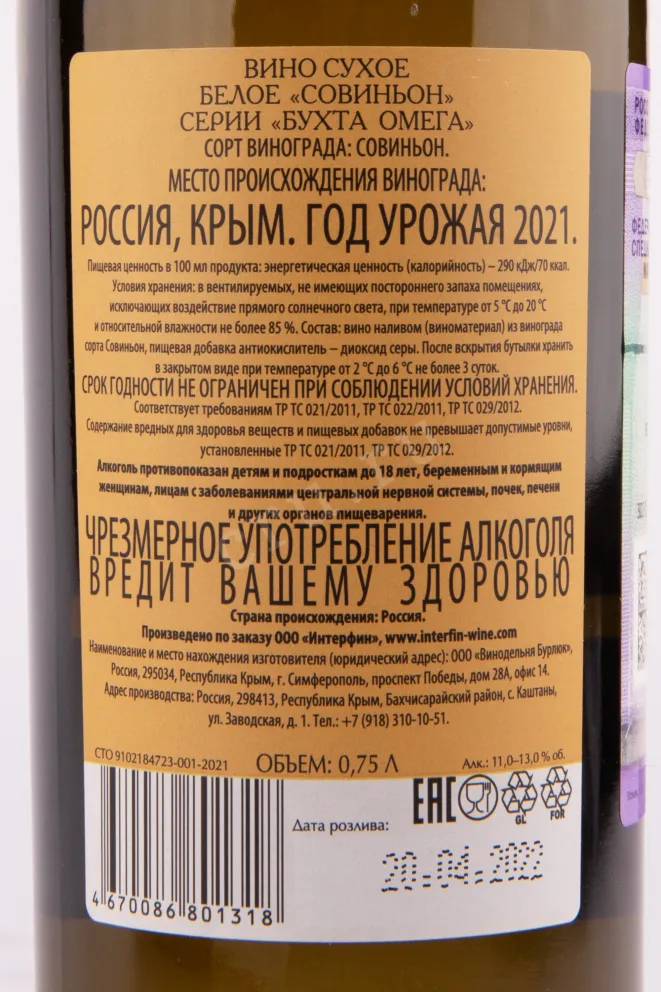 ВИНО СУХОЕ
БЕЛОЕ «СОВИНЬОН»
СЕРИИ «БУХТА ОМЕГА»
СОРТ ВИНОГРАДА: СОВИНЬОН.
МЕСТО ПРОИСХОЖДЕНИЯ ВИНОГРАДА:
РОССИЯ, КРЫМ. ГОД УРОЖАЯ 2021.
Пищевая ценность в 100 мл продукта: энергетическая ценность (калорийность) – 290 кДж/70 ккал.
Условия хранения: в вентилируемых, не имеющих постороннего запаха помещениях,
исключающих воздействие прямого солнечного света, при температуре от 5 °С до 20 °С
и относительной влажности не более 85 %. Состав: вино наливом (виноматериал) из винограда
сорта Совиньон, пищевая добавка антиокислитель – диоксид серы. После вскрытия бутылки хранить
в закрытом виде при температуре от 2 °С до 6 °С не более 3 суток.
СРОК ГОДНОСТИ НЕ ОГРАНИЧЕН ПРИ СОБЛЮДЕНИИ УСЛОВИЙ ХРАНЕНИЯ.
Соответствует требованиям ТР ТС 021/2011, ТР ТС 022/2011, ТР ТС 029/2012.
Содержание вредных для здоровья веществ и пищевых добавок не превышает допустимые уровни,
установленные ТР ТС 021/2011, ТР ТС 029/2012.
Алкоголь противопоказан детям и подросткам до 18 лет, беременным и кормящим
женщинам, лицам с заболеваниями центральной нервной системы, почек, печени
и других органов пищеварения.
ЧРЕЗМЕРНОЕ УПОТРЕБЛЕНИЕ АЛКОГОЛЯ
ВРЕДИТ ВАШЕМУ ЗДОРОВЬЮ
Страна происхождения: Россия.
Произведено по заказу ООО «Интерфин», www.interfin-wine.com
Наименование и место нахождения изготовителя (юридический адрес): ООО «Винодельня Бурлюк»,
Россия, 295034, Республика Крым, г. Симферополь, проспект Победы, дом 28А, офис 14.
Адрес производства: Россия, 298413, Республика Крым, Бахчисарайский район, с. Каштаны,
ул. Заводская, д. 1. Тел.: +7 (918) 310-10-51.
СТО 9102184723-001-2021 ОБЪЕМ: 0,75 Л Алк.: 11,0–13,0 % об.
EAC
GL FOR
Дата розлива:
20.04.2022
4 670086 801318